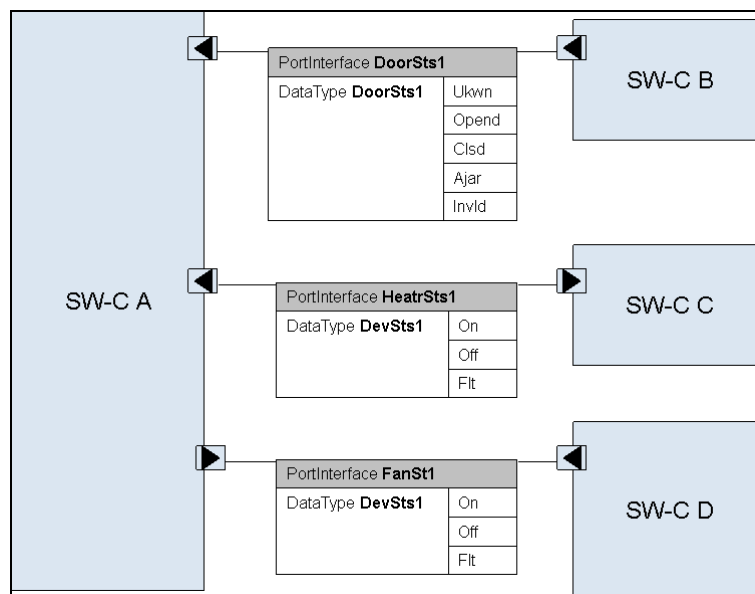 PortInterface DoorSts1
DataType DoorSts1 Ukwn
Opend
Clsd
Ajar
Invld
SW-C B
SW-C A
PortInterface HeatrSts1
DataType DevSts1 On
Off
Flt
SW-C C
PortInterface FanSt1
DataType DevSts1 On
Off
Flt
SW-C D